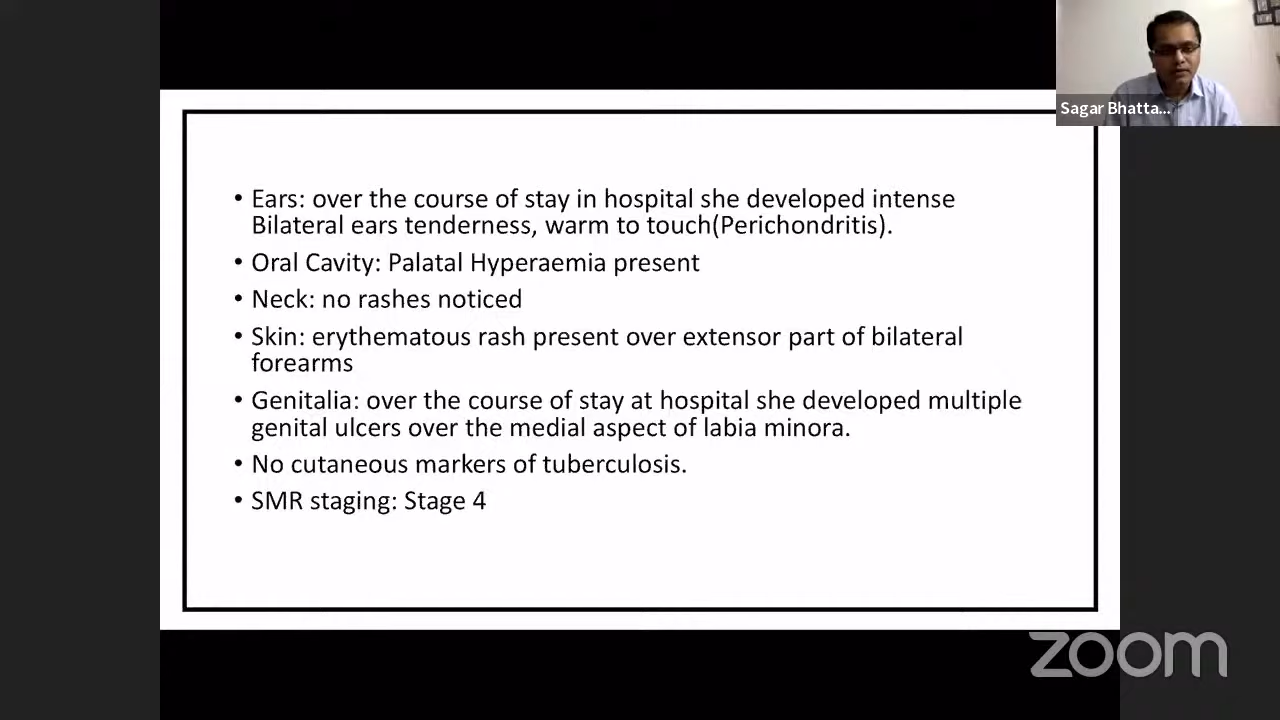 Sagar Bhatta...
• Ears: over the course of stay in hospital she developed intense
Bilateral ears tenderness, warm to touch(Perichondritis).
• Oral Cavity: Palatal Hyperaemia present
• Neck: no rashes noticed
• Skin: erythematous rash present over extensor part of bilateral
forearms
• Genitalia: over the course of stay at hospital she developed multiple
genital ulcers over the medial aspect of labia minora.
• No cutaneous markers of tuberculosis.
• SMR staging: Stage 4
zoom